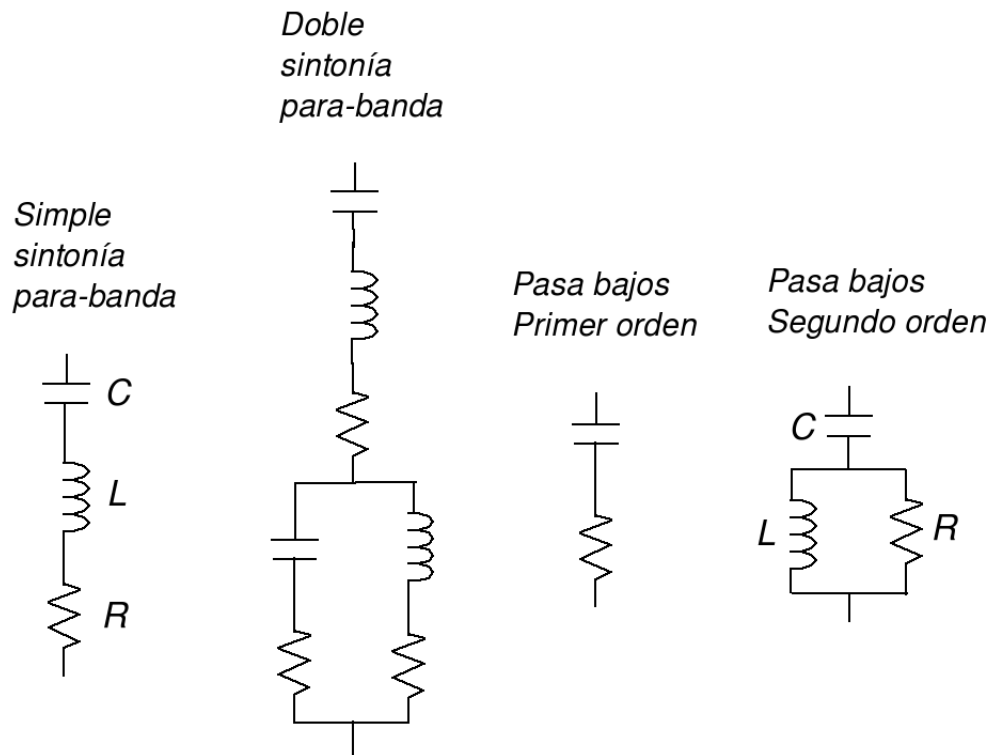 Doble
sintonía
para-banda
Simple
sintonía
para-banda
Pasa bajos
Primer orden
Pasa bajos
Segundo orden
C
L
R
C
L
R